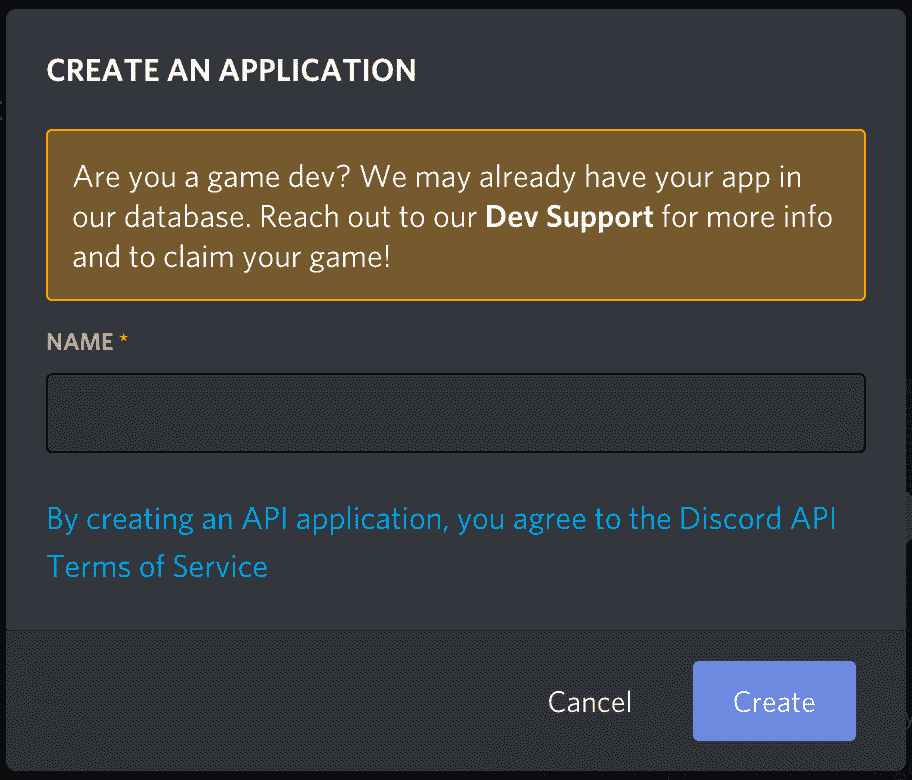 CREATE AN APPLICATION
Are you a game dev? We may already have your app in
our database. Reach out to our Dev Support for more info
and to claim your game!
NAME *
By creating an API application, you agree to the Discord API
Terms of Service
Cancel
Create